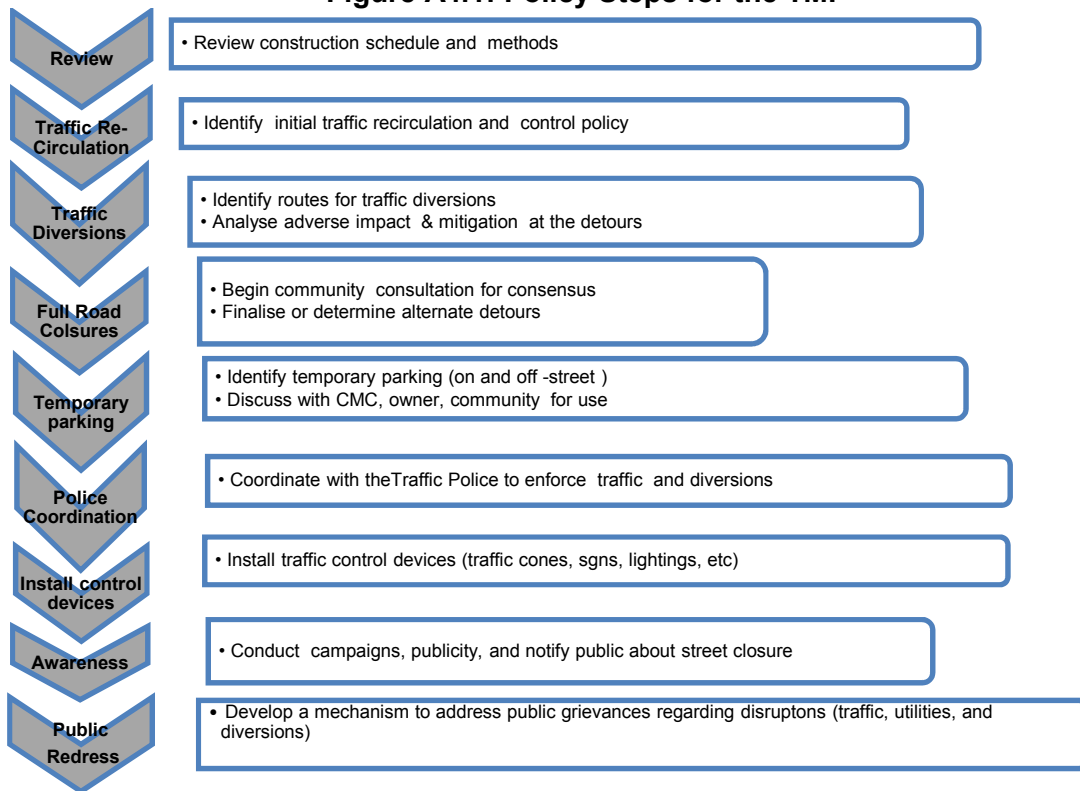 Figure Policy Steps for the
Review
• Review construction schedule and methods
Traffic Re-
Circulation
• Identify initial traffic recirculation and control policy
Traffic
Diversions
• Identify routes for traffic diversions
• Analyse adverse impact & mitigation at the detours
Full Road
Colsures
• Begin community consultation for consensus
• Finalise or determine alternate detours
Temporary
parking
• Identify temporary parking (on and off -street )
• Discuss with CMC, owner, community for use
Police
Coordination
• Coordinate with theTraffic Police to enforce traffic and diversions
Install control
devices
• Install traffic control devices (traffic cones, sgns, lightings, etc)
Awareness
• Conduct campaigns, publicity, and notify public about street closure
Public
Redress
• Develop a mechanism to address public grievances regarding disruptons (traffic, utilities, and
diversions)